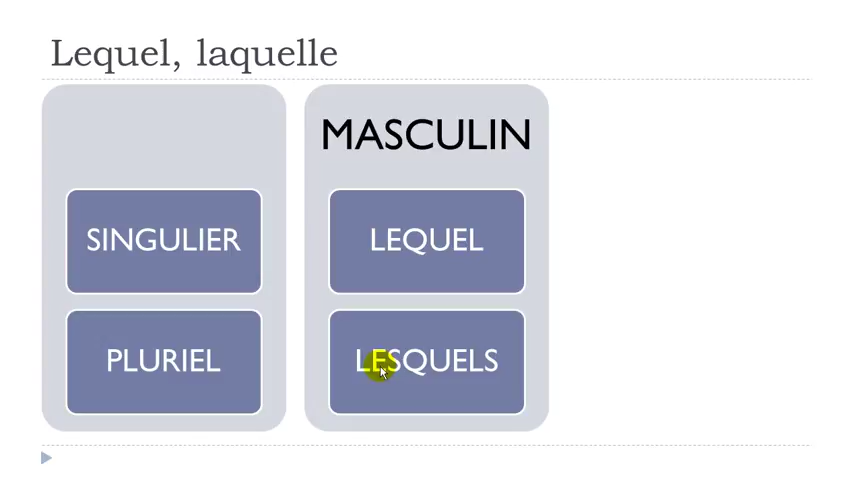 Lequel, laquelle
MASCULIN
SINGULIER
LEQUEL
PLURIEL
LESQUELS